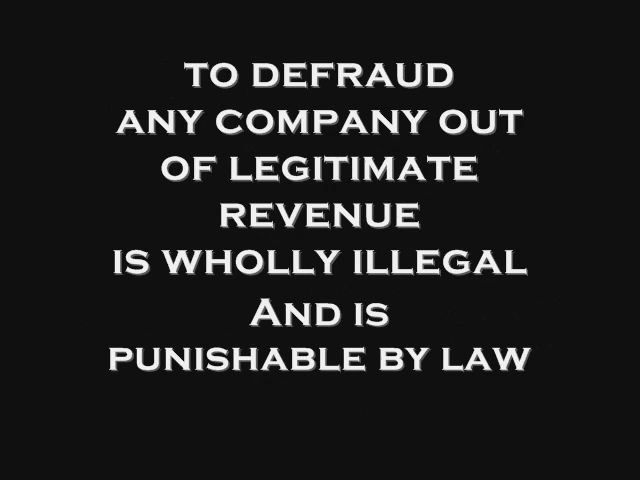 TO DEFRAUD
ANY COMPANY OUT
OF LEGITIMATE
REVENUE
IS WHOLLY ILLEGAL
AND IS
PUNISHABLE BY LAW